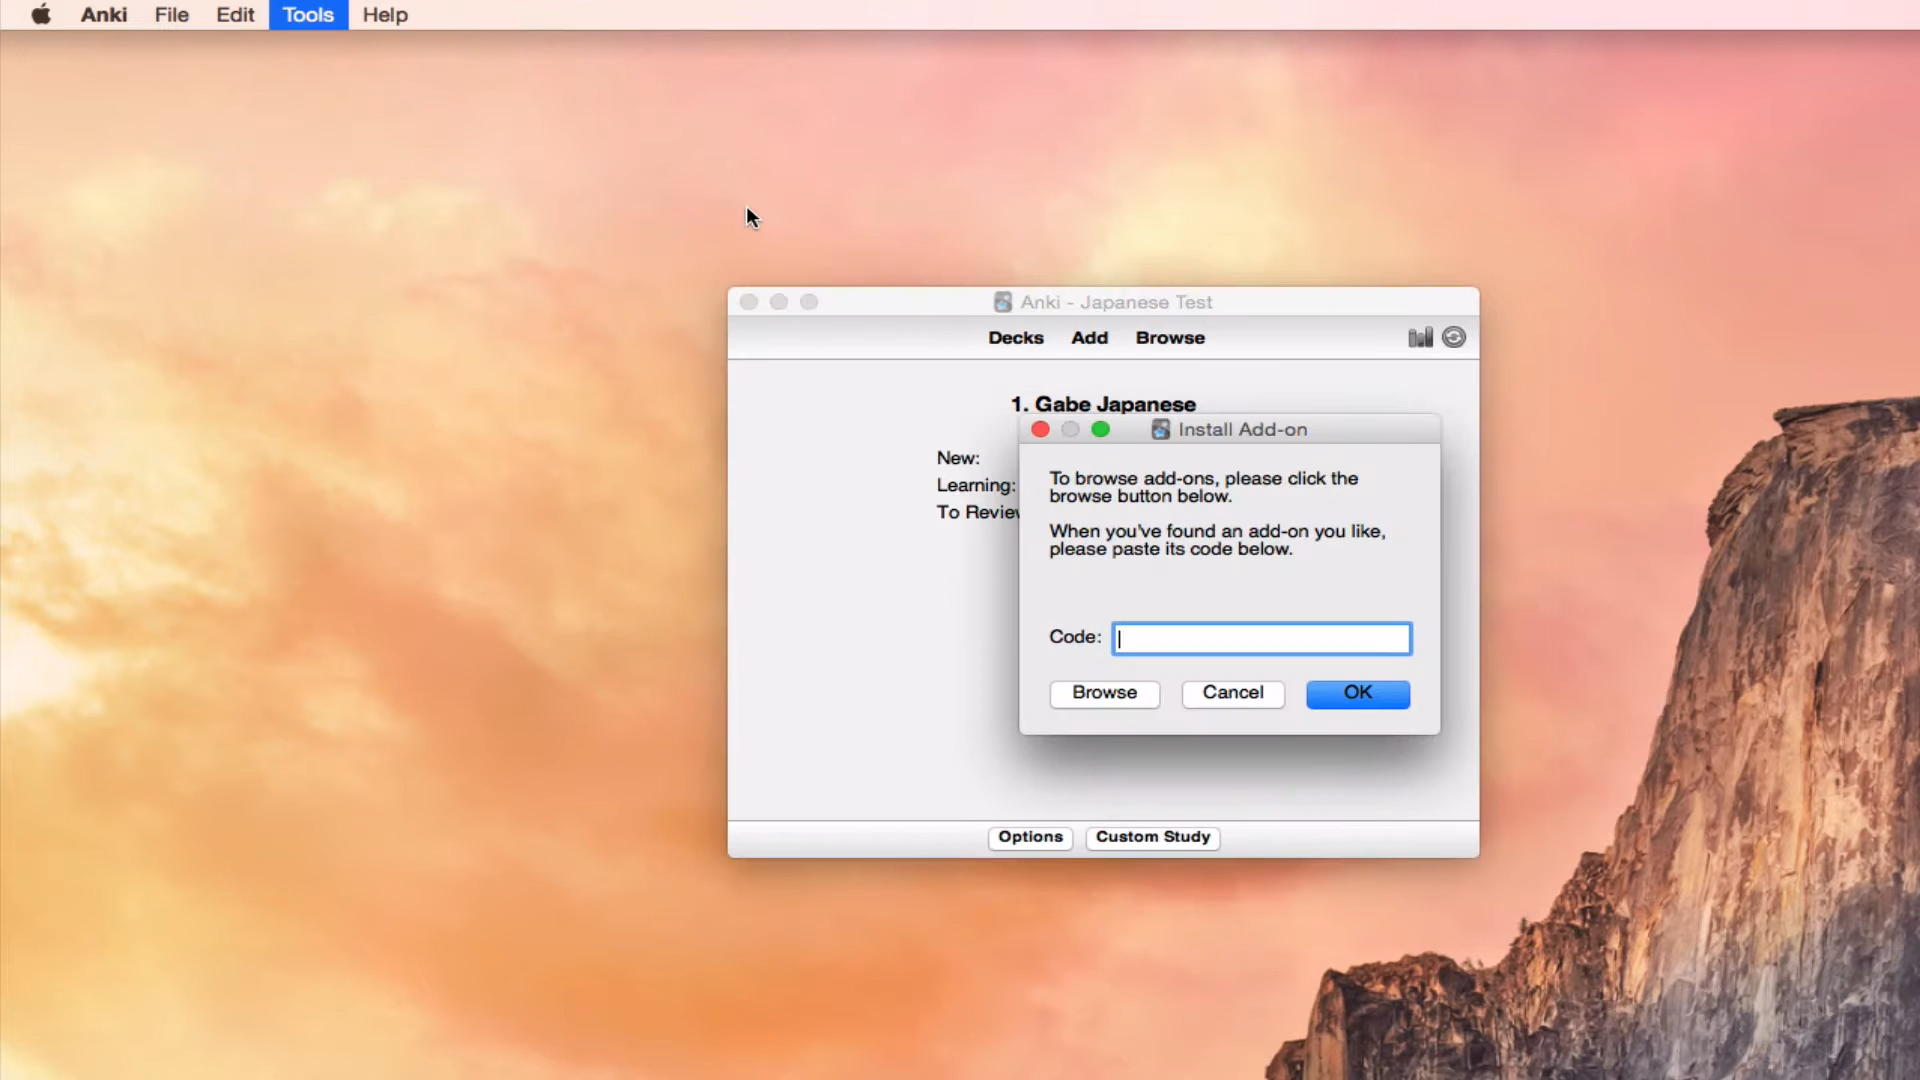 Anki File Edit Tools Help
Anki - Japanese Test
Decks Add Browse
1. Gabe Japanese
New:
Learning:
To Review
Install Add-on
To browse add-ons, please click the
browse button below.
When you've found an add-on you like,
please paste its code below.
Code:
Browse Cancel OK
Options Custom Study